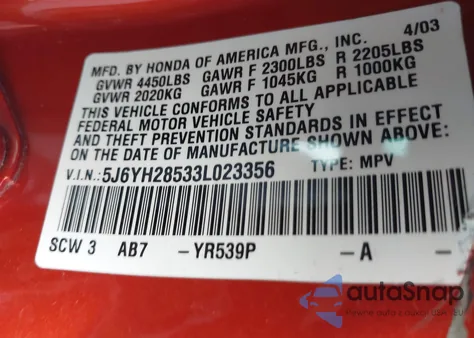 MFD. BY HONDA OF AMERICA MFG., INC. 4/03
GVWR 4450LBS GAWR F 2300LBS R 2205LBS
GVWR 2020KG GAWR F 1045KG R 1000KG
THIS VEHICLE CONFORMS TO ALL APPLICABLE
FEDERAL MOTOR VEHICLE SAFETY
AND THEFT PREVENTION STANDARDS IN EFFECT
ON THE DATE OF MANUFACTURE SHOWN ABOVE.
V.I.N.: 5J6YH28533L023356 TYPE: MPV
SCW 3 AB7 -YR539P -A -
autoSnap